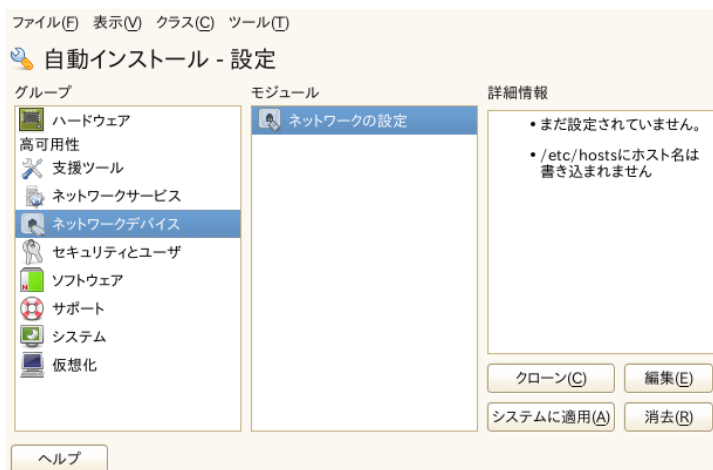 ファイル(F) 表示(V) クラス(C) ツール(T)
自動インストール - 設定
グループ
ハードウェア
高可用性
支援ツール
ネットワークサービス
ネットワークデバイス
セキュリティとユーザ
ソフトウェア
サポート
システム
仮想化
モジュール
ネットワークの設定
詳細情報
• まだ設定されていません。
• /etc/hostsにホスト名は
書き込まれません
クローン(C) 編集(E)
システムに適用(A) 消去(R)
ヘルプ